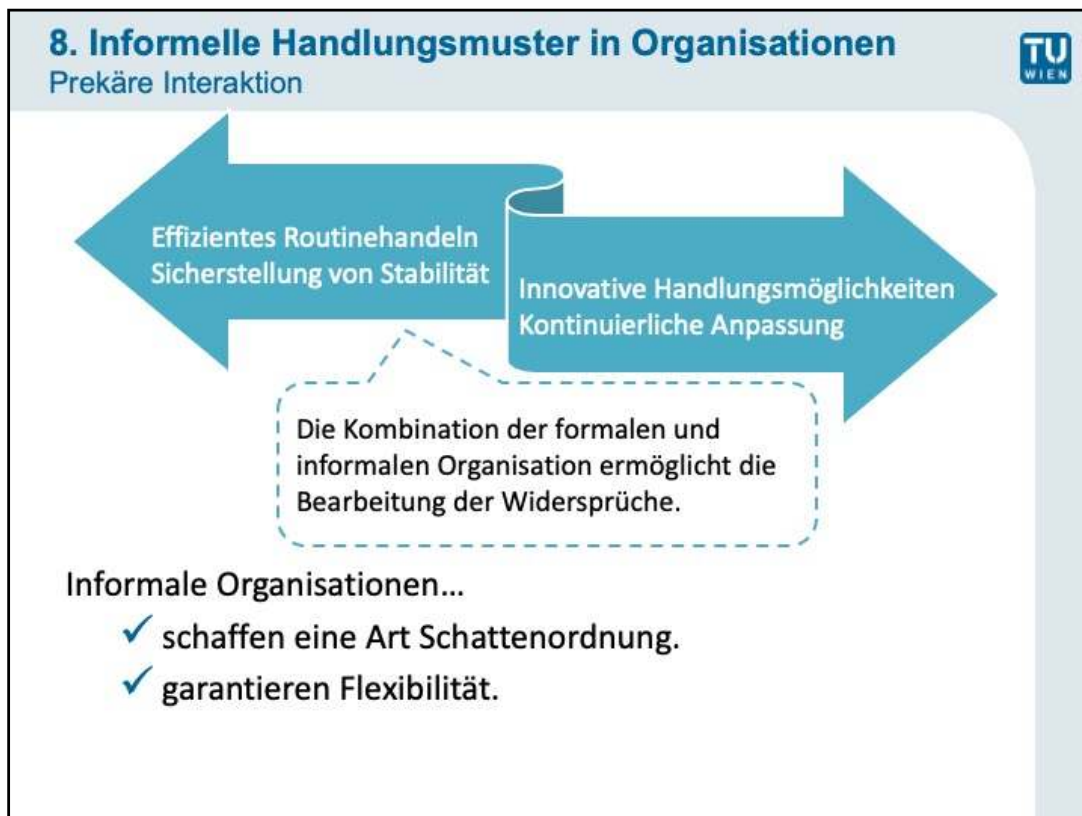 8. Informelle Handlungsmuster in Organisationen
Prekäre Interaktion
TU
WIEN
Effizientes Routinehandeln
Sicherstellung von Stabilität
Innovative Handlungsmöglichkeiten
Kontinuierliche Anpassung
Die Kombination der formalen und
informalen Organisation ermöglicht die
Bearbeitung der Widersprüche.
Informale Organisationen...
schaffen eine Art Schattenordnung.
garantieren Flexibilität.